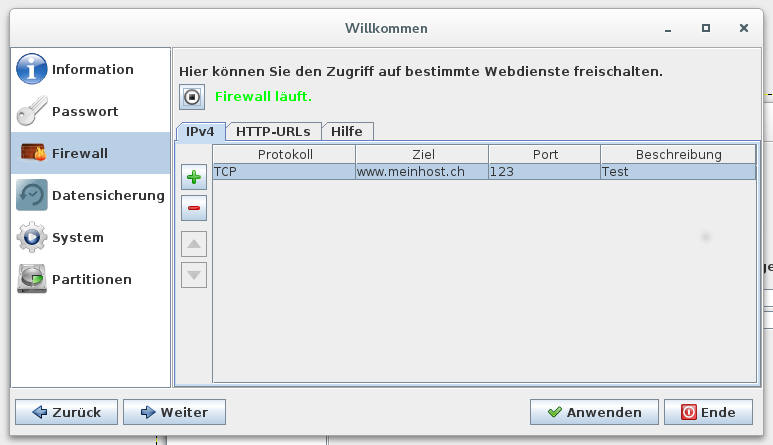 Willkommen
Information
Passwort
Firewall
Datensicherung
System
Partitionen
Hier können Sie den Zugriff auf bestimmte Webdienste freischalten.
Firewall läuft.
IPv4 HTTP-URLs Hilfe
Protokoll Ziel Port Beschreibung
TCP www.meinhost.ch 123 Test
Zurück Weiter Anwenden Ende